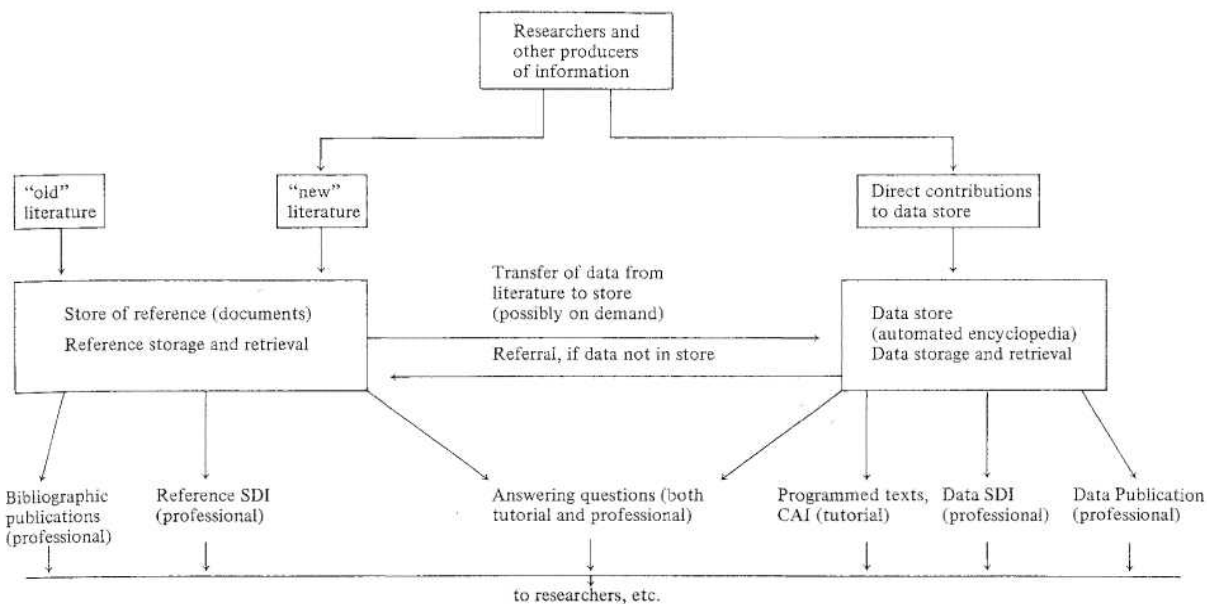 Researchers and
other producers
of information
“old”
literature
“new”
literature
Direct contributions
to data store
Transfer of data from
literature to store
(possibly on demand)
Store of reference (documents)
Reference storage and retrieval
Referral, if data not in store
Data store
(automated encyclopedia)
Data storage and retrieval
Bibliographic
publications
(professional)
Reference SDI
(professional)
Answering questions (both
tutorial and professional)
Programmed texts,
CAI (tutorial)
Data SDI
(professional)
Data Publication
(professional)
to researchers, etc.